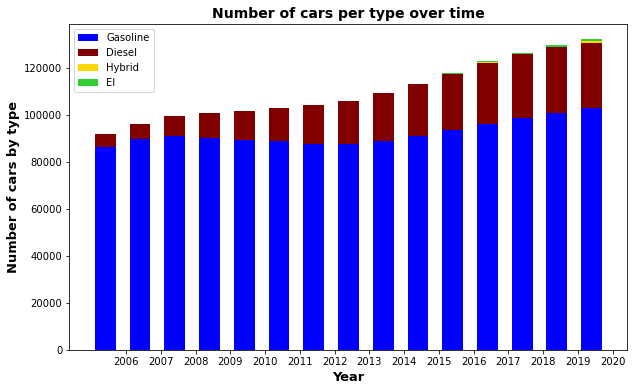 Number of cars per type over time
Gasoline
Diesel
Hybrid
El
Number of cars by type
120000
100000
80000
60000
40000
20000
0
2006 2007 2008 2009 2010 2011 2012 2013 2014 2015 2016 2017 2018 2019 2020
Year